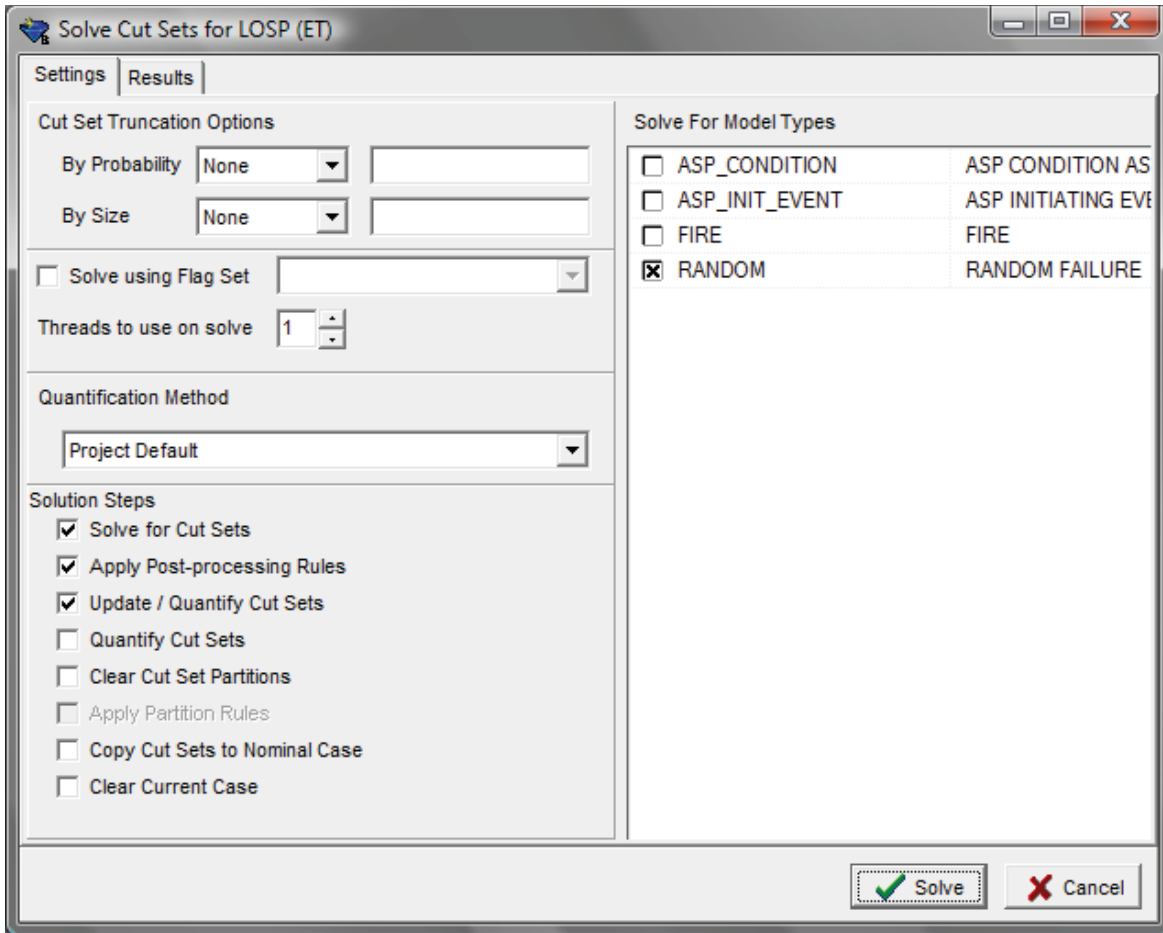 Solve Cut Sets for LOSP (ET)
Settings
Results
Cut Set Truncation Options
By Probability None
By Size None
Solve using Flag Set
Threads to use on solve 1
Quantification Method
Project Default
Solution Steps
Solve for Cut Sets
Apply Post-processing Rules
Update / Quantify Cut Sets
Quantify Cut Sets
Clear Cut Set Partitions
Apply Partition Rules
Copy Cut Sets to Nominal Case
Clear Current Case
Solve For Model Types
ASP_CONDITION ASP CONDITION AS
ASP_INIT_EVENT ASP INITIATING EVE
FIRE FIRE
RANDOM RANDOM FAILURE
Solve Cancel